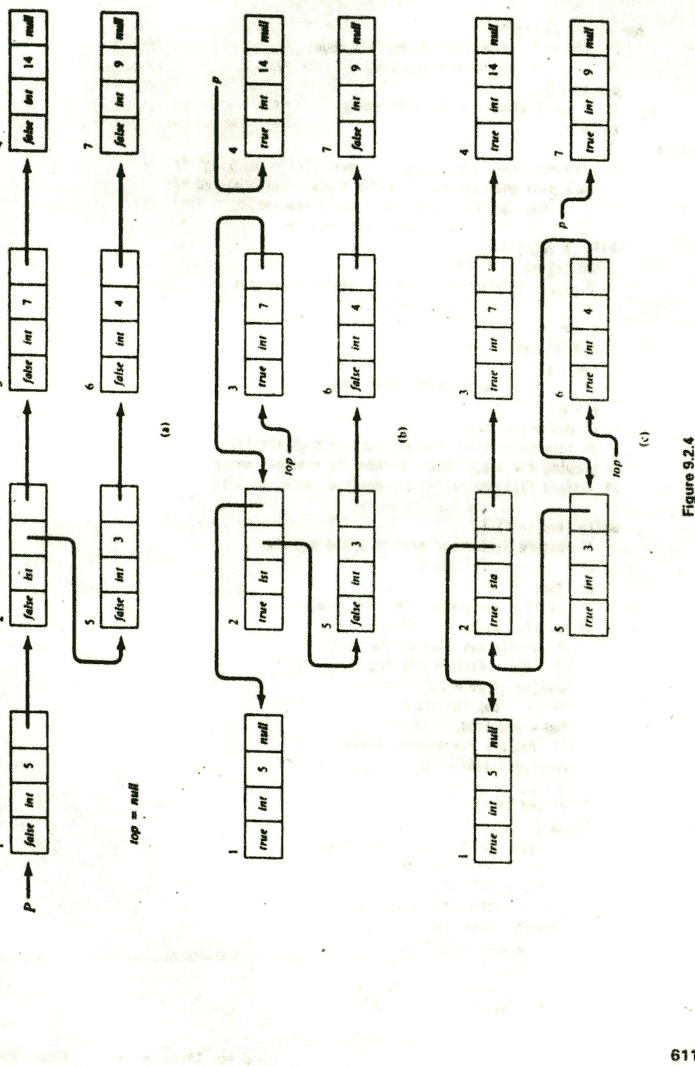 P false int 5 false lst false int 7 false int 14 null
5 6 7
false int 3 false int 4 false int 9 null
top = null
(a)
p
1 2 3 4
true int 5 null true lst true int 7 true int 14 null
top
5 6 7
false int 3 false int 4 false int 9 null
(b)
1 2 3 4
true int 5 null true sta true int 7 true int 14 null
p
5 6 7
true int 3 true int 4 true int 9 null
top
(c)
Figure 9.2.4
611